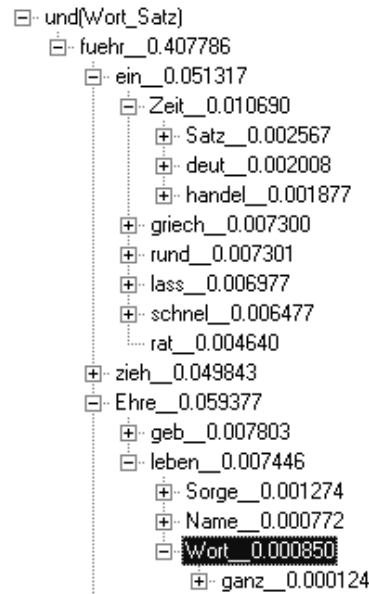 und(Wort_Satz)
fuehr__0.407786
ein__0.051317
Zeit__0.010690
Satz__0.002567
deut__0.002008
handel__0.001877
griech__0.007300
rund__0.007301
lass__0.006977
schnel__0.006477
rat__0.004640
zieh__0.049843
Ehre__0.059377
geb__0.007803
leben__0.007446
Sorge__0.001274
Name__0.000772
Wort__0.000850
ganz__0.000124